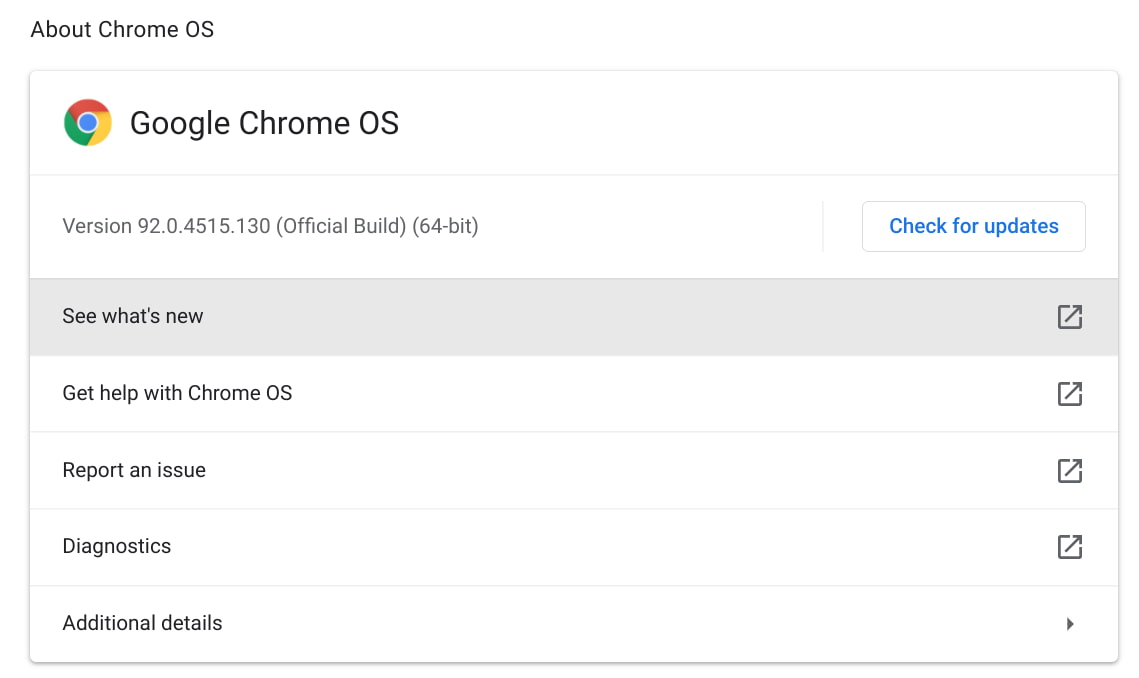 About Chrome OS
Google Chrome OS
Version 92.0.4515.130 (Official Build) (64-bit)
Check for updates
See what's new
Get help with Chrome OS
Report an issue
Diagnostics
Additional details